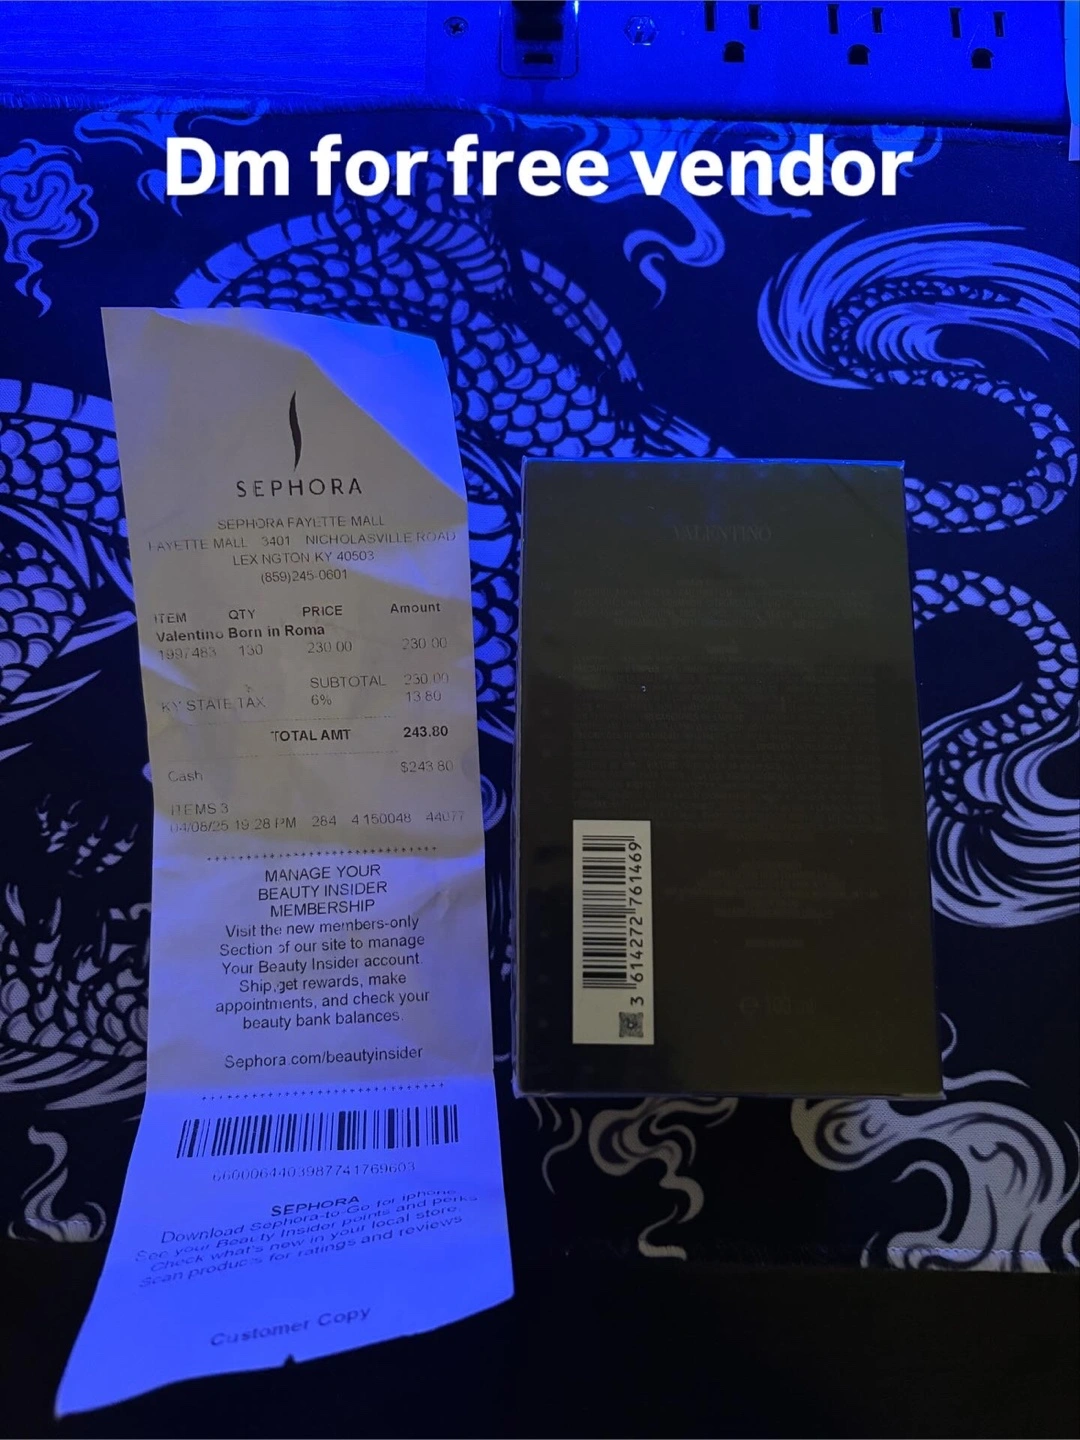 Dm for free vendor
SEPHORA
SEPHORA FAYETTE MALL
FAYETTE MALL 3401 NICHOLASVILLE ROAD
LEX NGTON KY 40503
(859)245-0601
ITEM QTY PRICE Amount
Valentino Born in Roma
1997483 130 230.00 230.00
SUBTOTAL 230.00
KY STATE TAX 6% 13.80
TOTAL AMT 243.80
Cash $243.80
ITEMS 3
04/08/25 19:28 PM 284 4150048 44077
MANAGE YOUR
BEAUTY INSIDER
MEMBERSHIP
Visit the new members-only
Section of our site to manage
Your Beauty Insider account.
Ship,get rewards, make
appointments, and check your
beauty bank balances.
Sephora.com/beautyinsider
6600064403987741769603
SEPHORA
Download Sephora-to-Go for iphone.
See your Beauty Insider points and perks
Check what's new in your local store.
Scan products for ratings and reviews
Customer Copy
VALENTINO
3 614272 761469